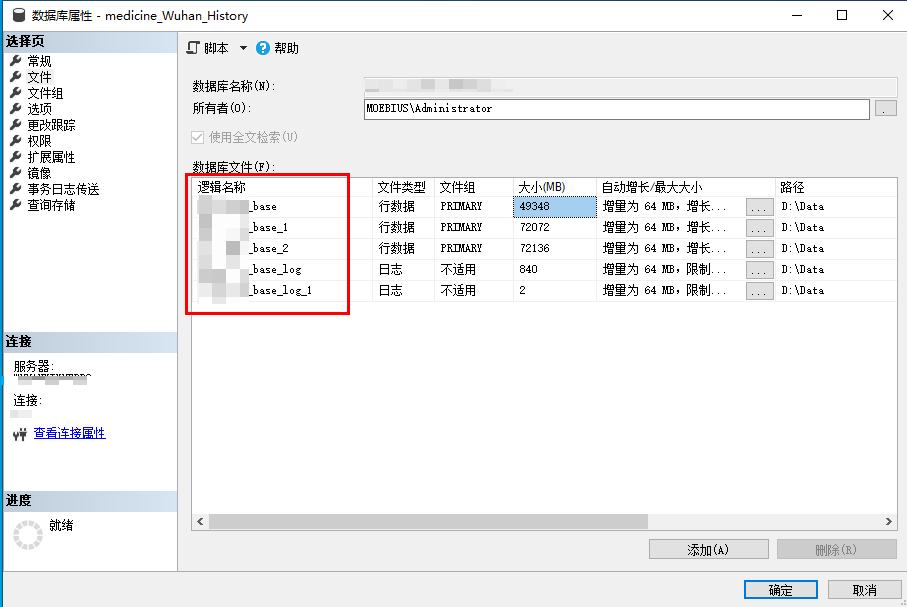 数据库属性 - medicine_Wuhan_History
选择页
常规
文件
文件组
选项
更改跟踪
权限
扩展属性
镜像
事务日志传送
查询存储
连接
服务器:
连接:
查看连接属性
进度
就绪
脚本 帮助
数据库名称(N):
所有者(O): MOEBIUS\Administrator ...
使用全文检索(U)
数据库文件(F):
逻辑名称 文件类型 文件组 大小(MB) 自动增长/最大大小 路径
_base 行数据 PRIMARY 49348 增量为 64 MB，增长... ... D:\Data
_base_1 行数据 PRIMARY 72072 增量为 64 MB，增长... ... D:\Data
_base_2 行数据 PRIMARY 72136 增量为 64 MB，增长... ... D:\Data
_base_log 日志 不适用 840 增量为 64 MB，限制... ... D:\Data
_base_log_1 日志 不适用 2 增量为 64 MB，限制... ... D:\Data
添加(A) 删除(R)
确定 取消